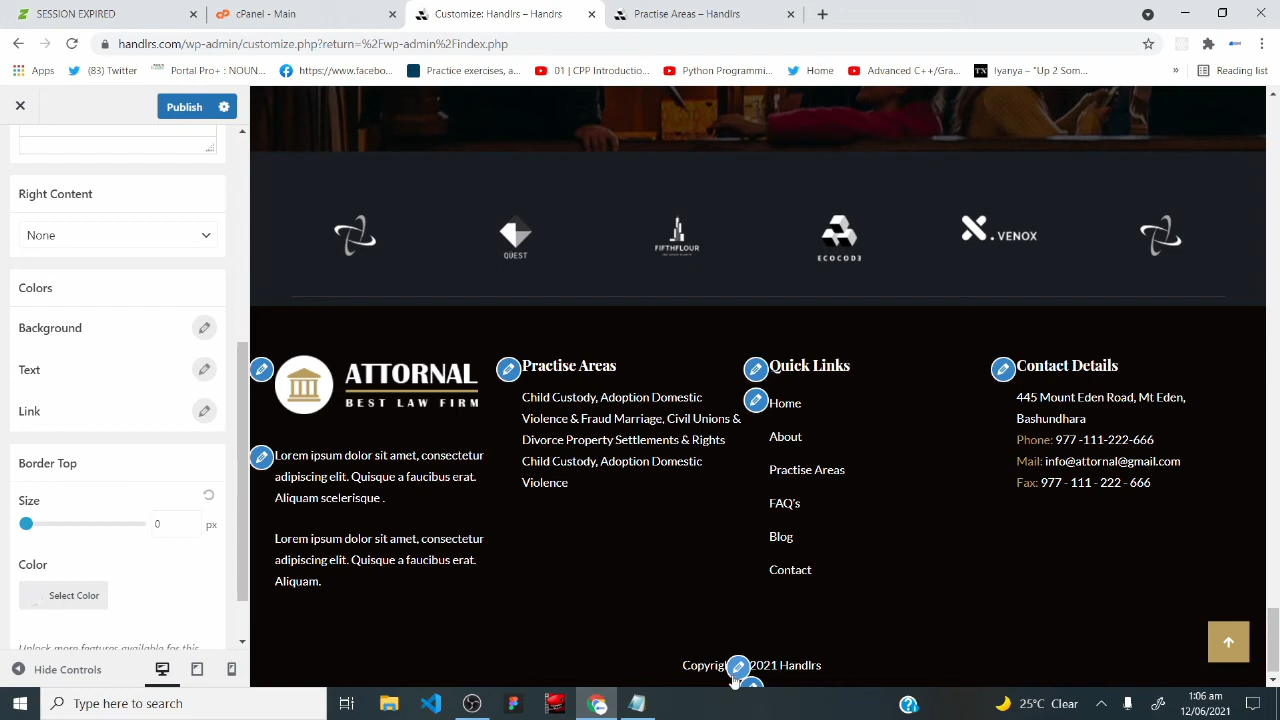 SESSION EXPIRED
cPanel - Main
Customize: Handlrs – Handlrs
Practise Areas – Handlrs
handlrs.com/wp-admin/customize.php?return=%2Fwp-admin%2Findex.php
Apps
(83) Twitter
Portal Pro+ : NOUN...
https://www.facebo...
Practice exercises, a...
01 | CPP Introductio...
Python Programmi...
Home
Advanced C++/Gra...
TX
Iyanya – "Up 2 Som...
»
Reading list
Publish
Right Content
None
Colors
Background
Text
Link
Border Top
Size
0
px
Color
Select Color
Unlock more features available for this
Hide Controls
QUEST
FIFTHFLOUR
ECOCODE
X. VENOX
ATTORNAL
BEST LAW FIRM
Lorem ipsum dolor sit amet, consectetur
adipiscing elit. Quisque a faucibus erat.
Aliquam scelerisque .
Lorem ipsum dolor sit amet, consectetur
adipiscing elit. Quisque a faucibus erat.
Aliquam.
Practise Areas
Child Custody, Adoption Domestic
Violence & Fraud Marriage, Civil Unions &
Divorce Property Settlements & Rights
Child Custody, Adoption Domestic
Violence
Quick Links
Home
About
Practise Areas
FAQ's
Blog
Contact
Contact Details
445 Mount Eden Road, Mt Eden,
Bashundhara
Phone: 977 -111-222-666
Mail: info@attornal@gmail.com
Fax: 977 - 111 - 222 - 666
2021 Handlrs
Type here to search
25°C Clear
1:06 am
12/06/2021